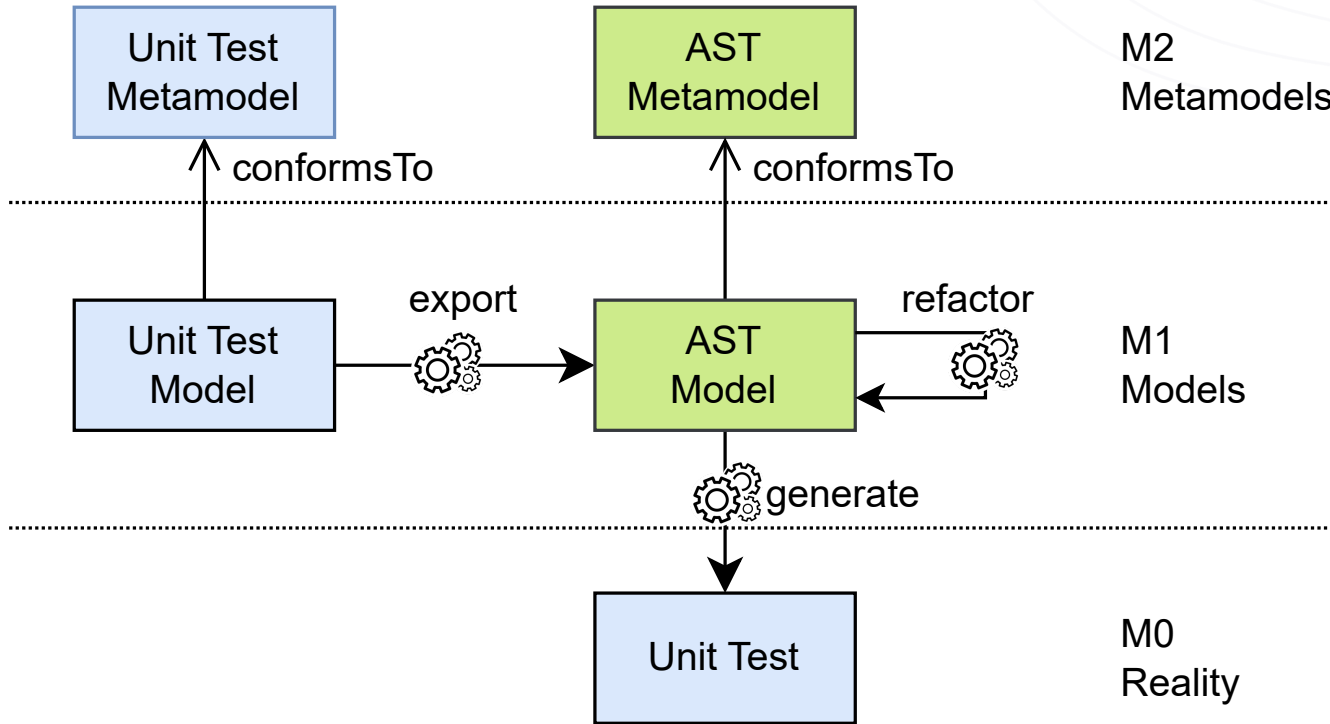 Unit Test
Metamodel
AST
Metamodel
M2
Metamodels
conformsTo
conformsTo
export
refactor
Unit Test
Model
AST
Model
M1
Models
generate
Unit Test
M0
Reality